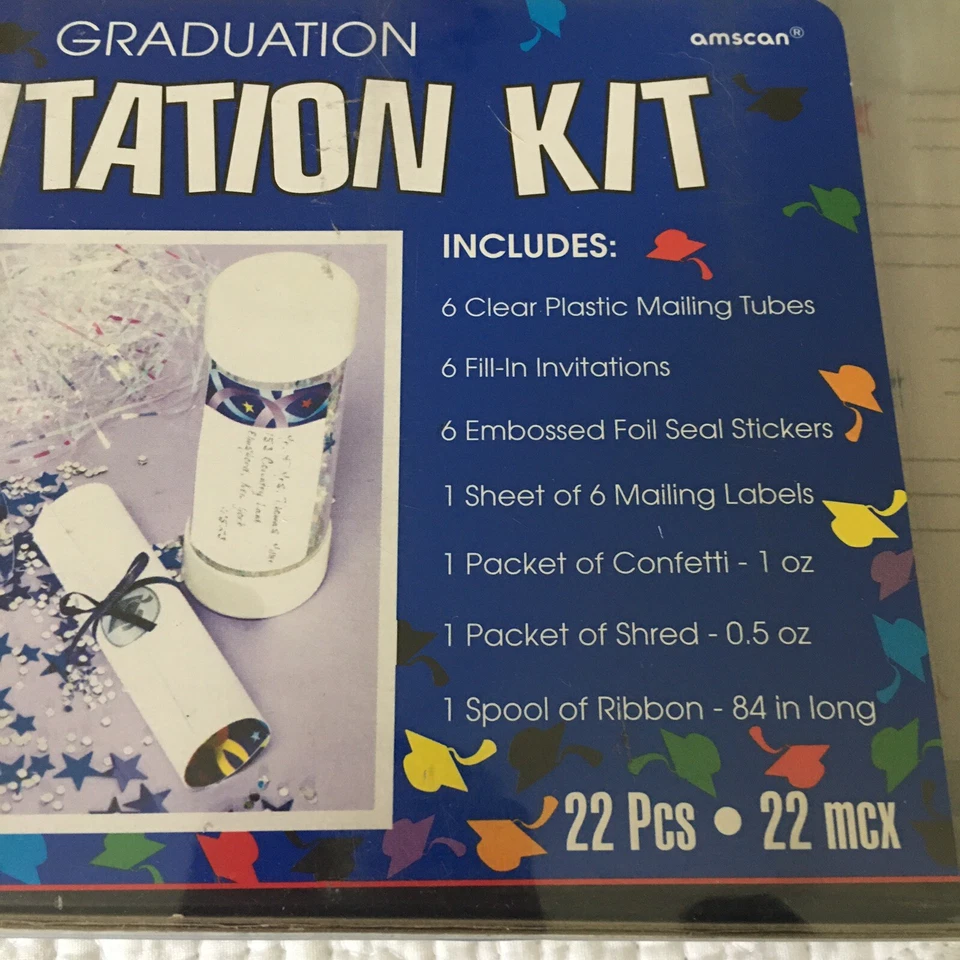 GRADUATION
amscan®
TATION KIT
INCLUDES:
6 Clear Plastic Mailing Tubes
6 Fill-In Invitations
6 Embossed Foil Seal Stickers
1 Sheet of 6 Mailing Labels
1 Packet of Confetti - 1 oz
1 Packet of Shred - 0.5 oz
1 Spool of Ribbon - 84 in long
22 Pcs • 22 mcx